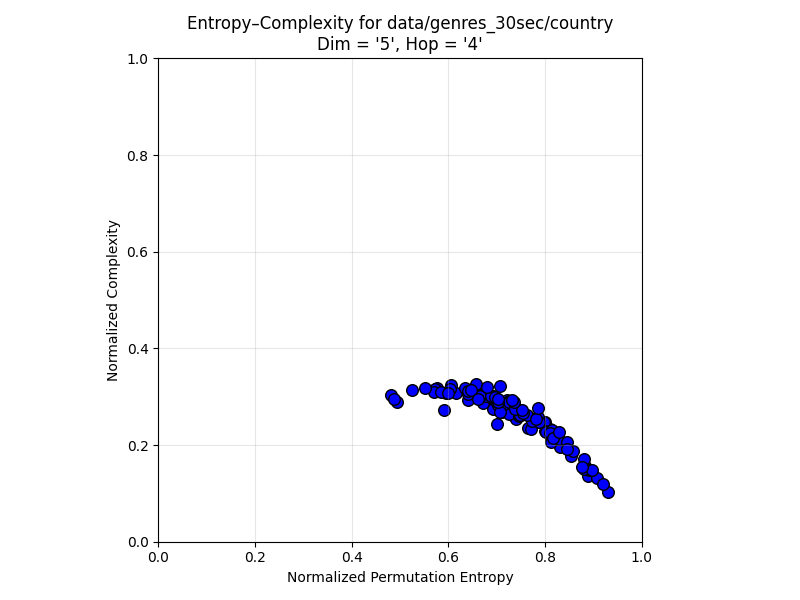 Entropy–Complexity for data/genres_30sec/country
Dim = '5', Hop = '4'
1.0
0.8
0.6
0.4
0.2
0.0
Normalized Complexity
0.0 0.2 0.4 0.6 0.8 1.0
Normalized Permutation Entropy